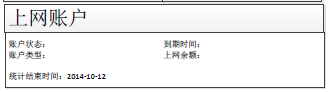 上网账户
账户状态： 到期时间：
账户类型： 上网余额：
统计结束时间：2014-10-12